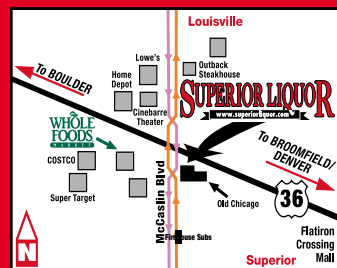 Louisville
Lowe's
Outback
Steakhouse
To BOULDER
Home
Depot
Cinebarre
Theater
SUPERIOR LIQUOR
www.superiorliquor.com
WHOLE
FOODS
MARKET
To BROOMFIELD/
DENVER
COSTCO
Super Target
McCaslin Blvd
Old Chicago
36
Firehouse Subs
Flatiron
Crossing
Mall
N
Superior